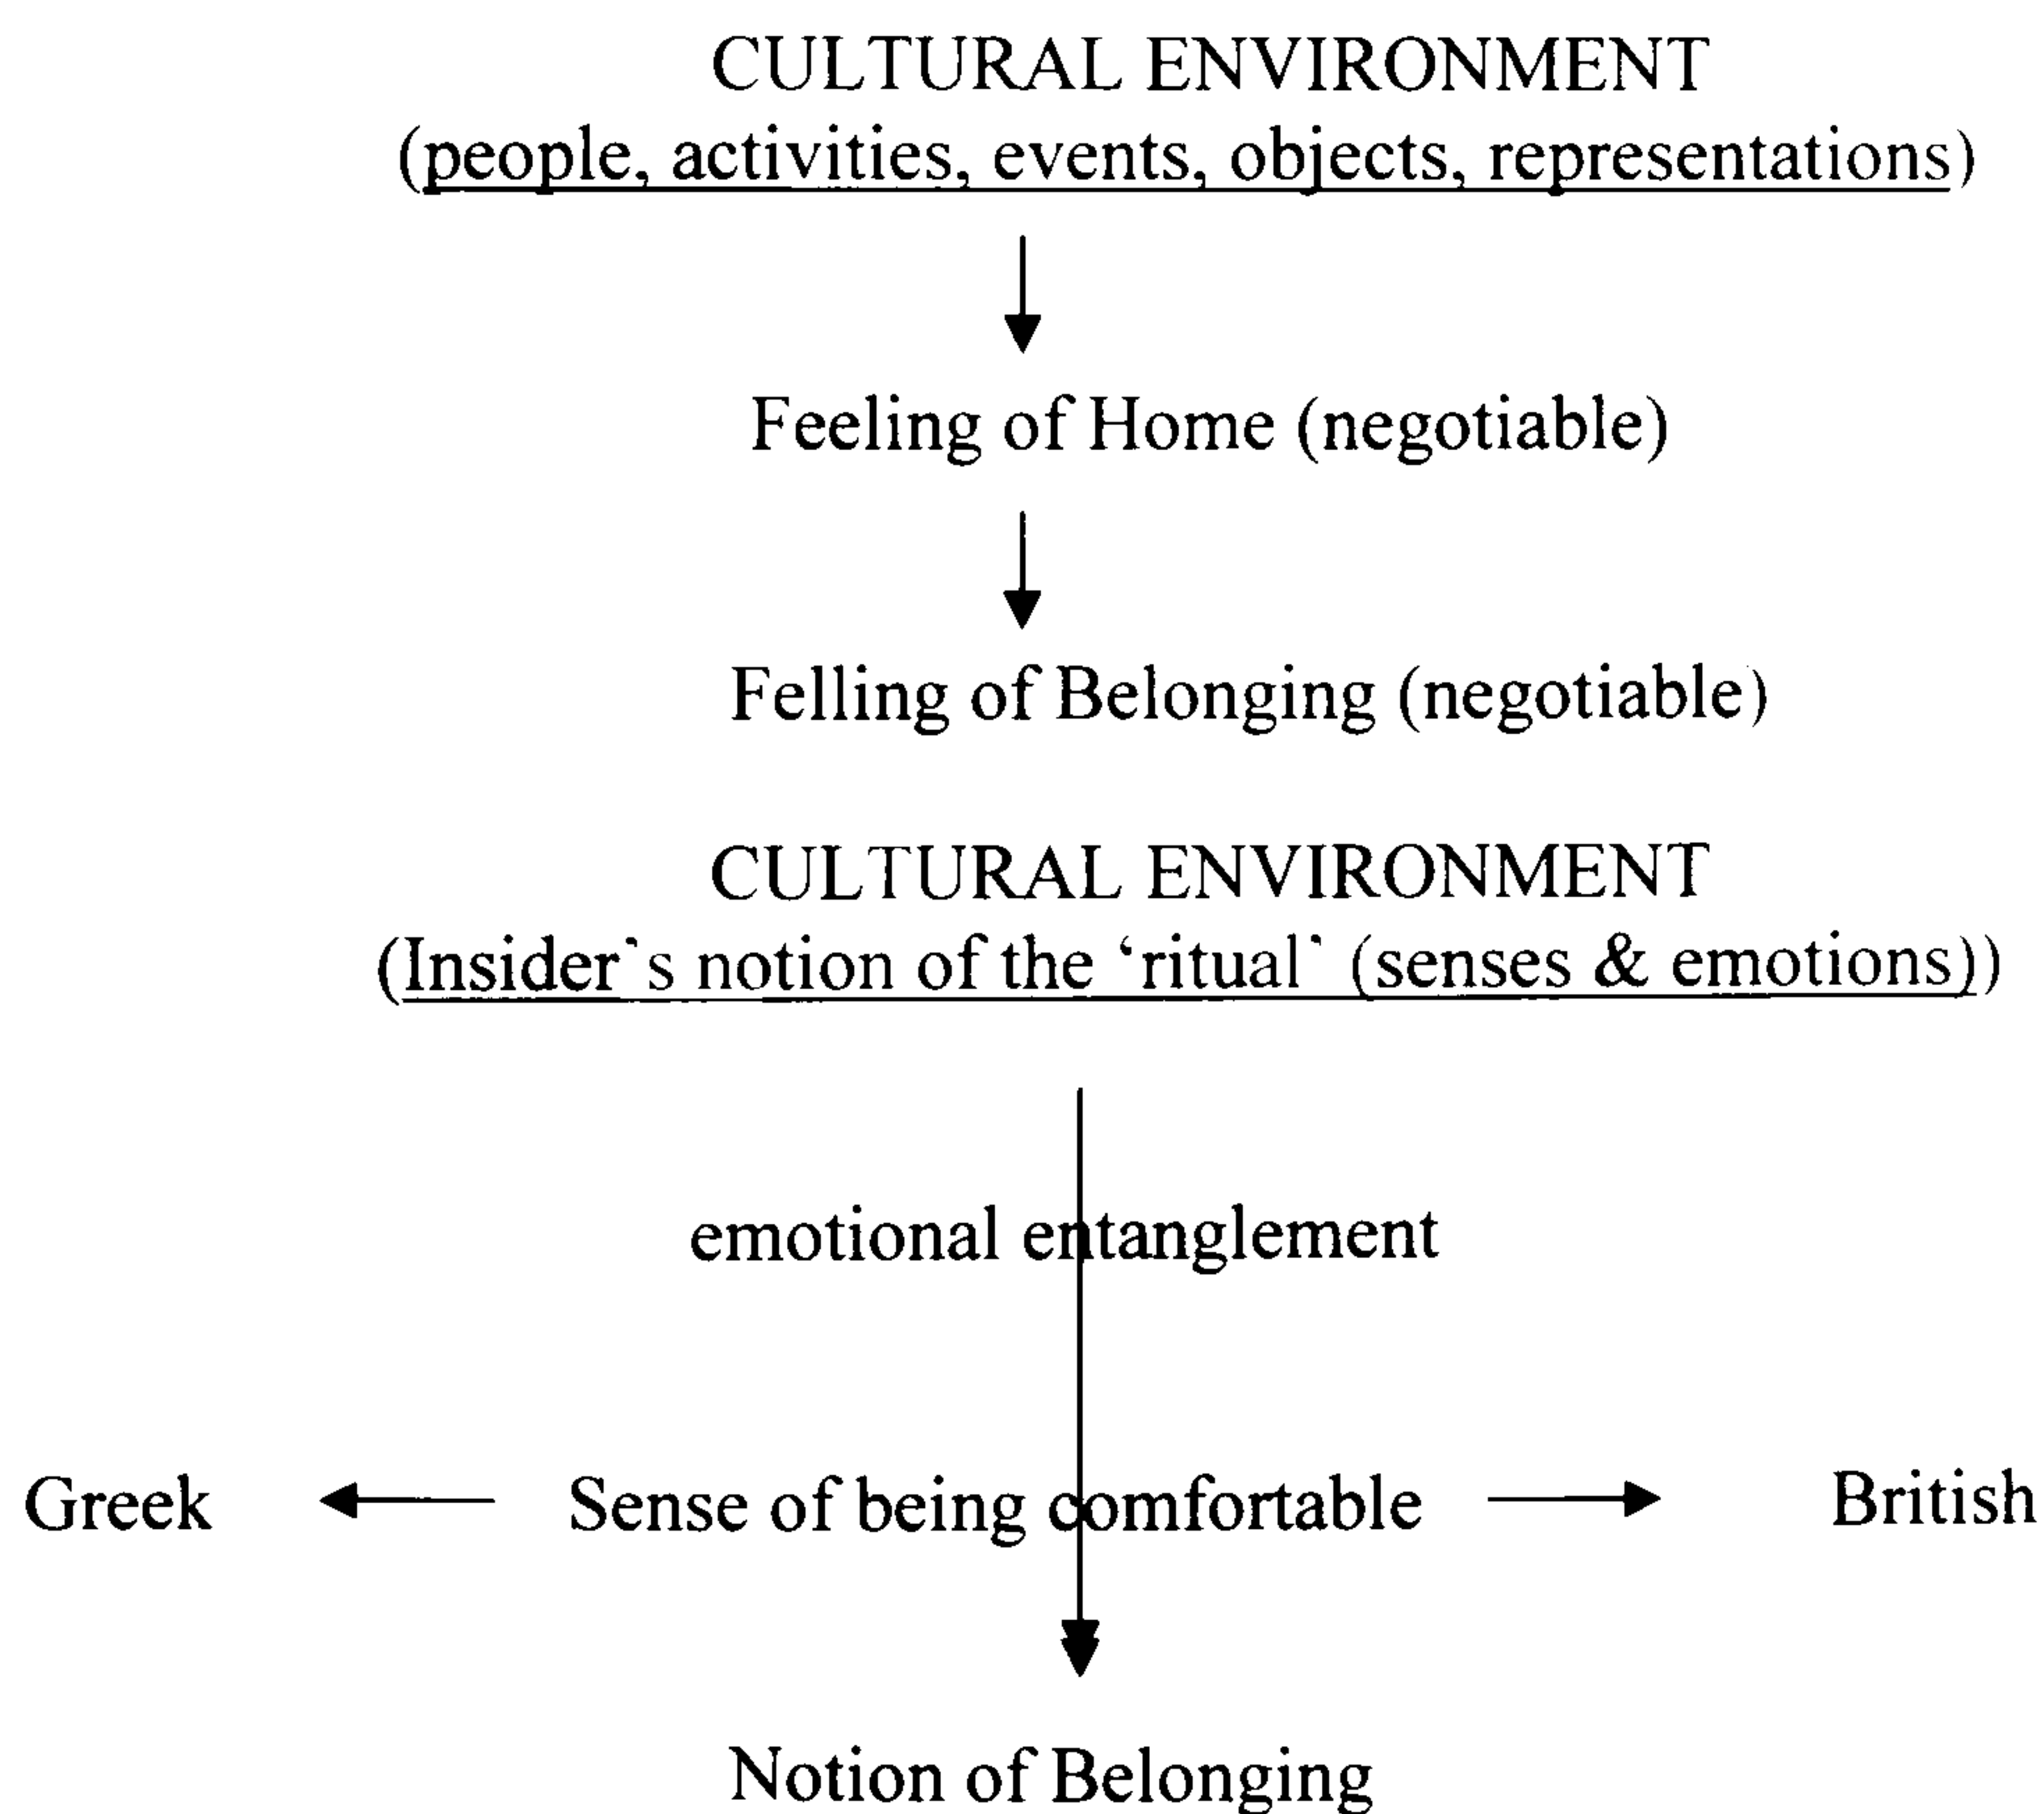 CULTURAL ENVIRONMENT
(people, activities, events, objects, representations)
Feeling of Home (negotiable)
Felling of Belonging (negotiable)
CULTURAL ENVIRONMENT
(Insider's notion of the ‘ritual’ (senses & emotions))
emotional entanglement
Greek Sense of being comfortable British
Notion of Belonging